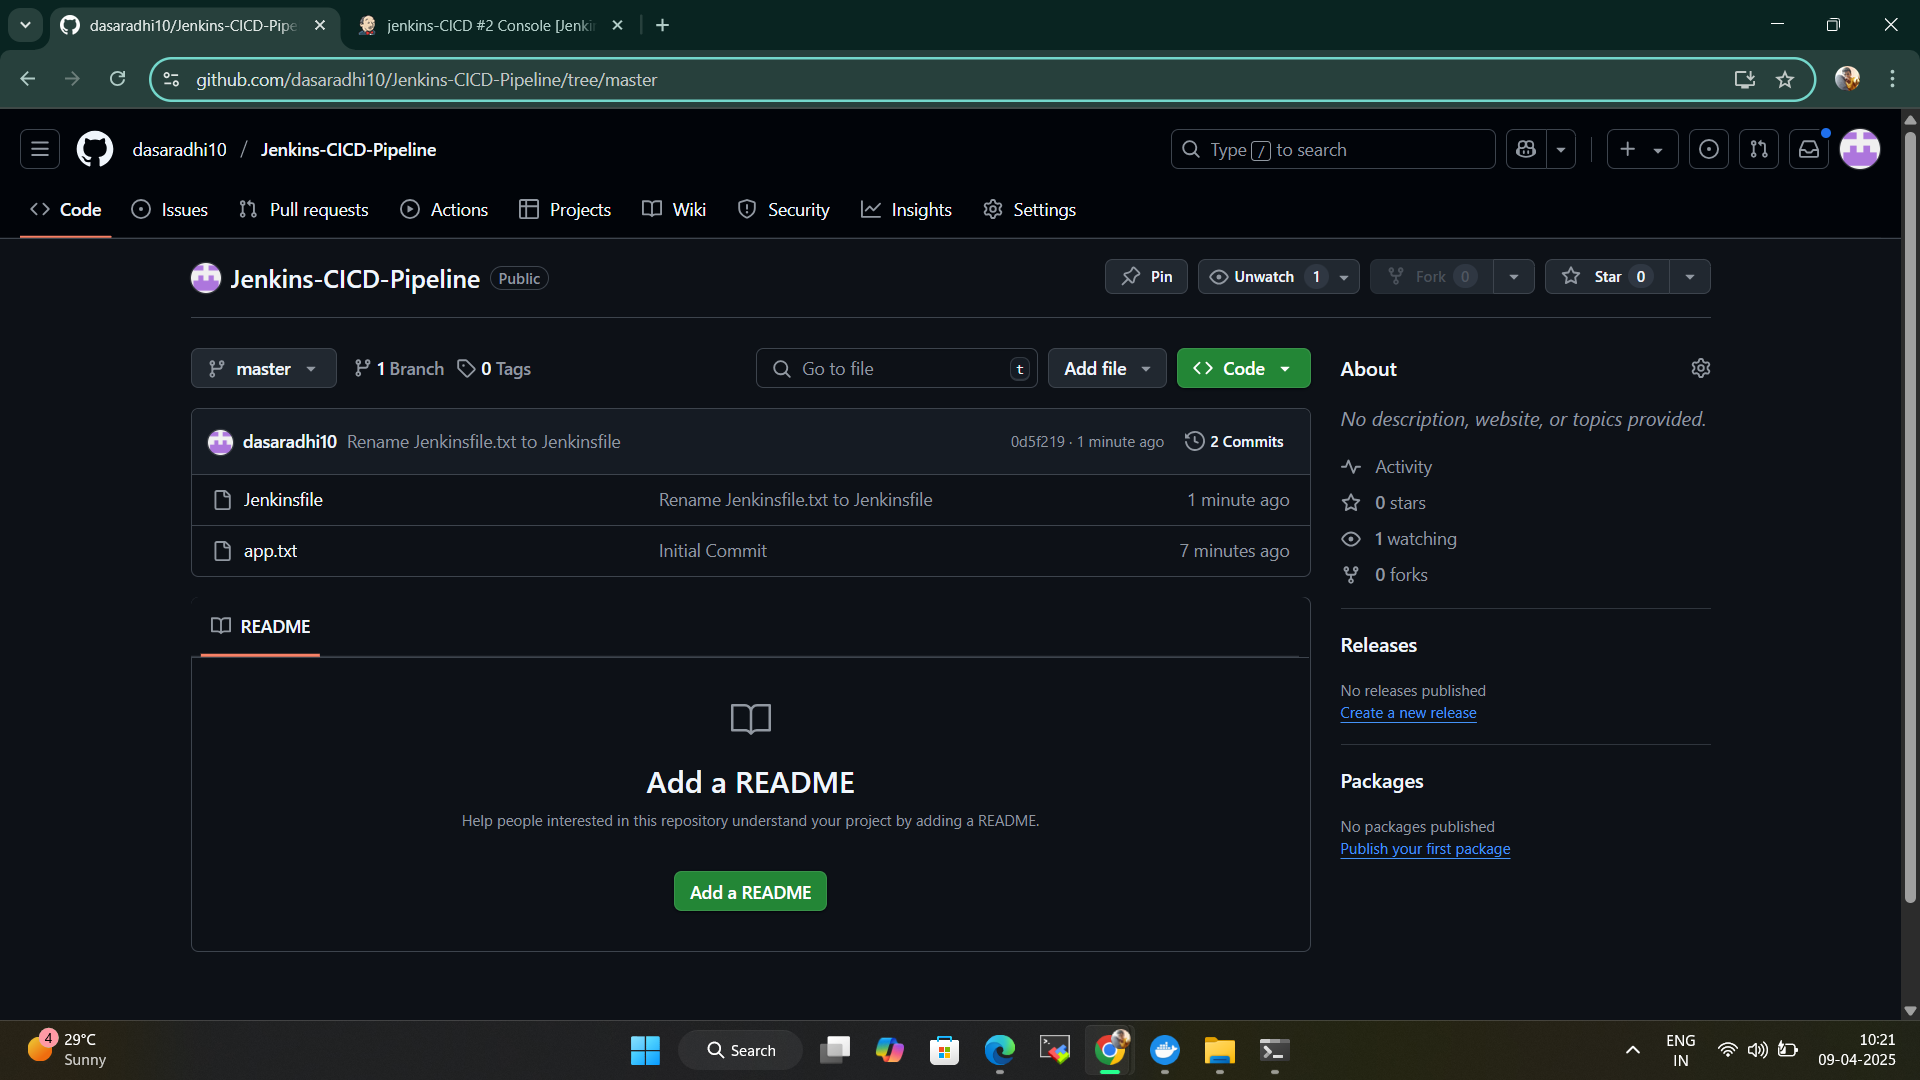 dasaradhi10/Jenkins-CICD-Pipe
jenkins-CICD #2 Console [Jenki
github.com/dasaradhi10/Jenkins-CICD-Pipeline/tree/master
dasaradhi10 / Jenkins-CICD-Pipeline
Type / to search
Code Issues Pull requests Actions Projects Wiki Security Insights Settings
Jenkins-CICD-Pipeline Public
Pin Unwatch 1 Fork 0 Star 0
master 1 Branch 0 Tags Go to file t Add file Code
About
No description, website, or topics provided.
dasaradhi10 Rename Jenkinsfile.txt to Jenkinsfile 0d5f219 · 1 minute ago 2 Commits
Jenkinsfile Rename Jenkinsfile.txt to Jenkinsfile 1 minute ago
app.txt Initial Commit 7 minutes ago
Activity
0 stars
1 watching
0 forks
README
Add a README
Help people interested in this repository understand your project by adding a README.
Add a README
Releases
No releases published
Create a new release
Packages
No packages published
Publish your first package
4
29°C
Sunny
Search
ENG
IN
10:21
09-04-2025